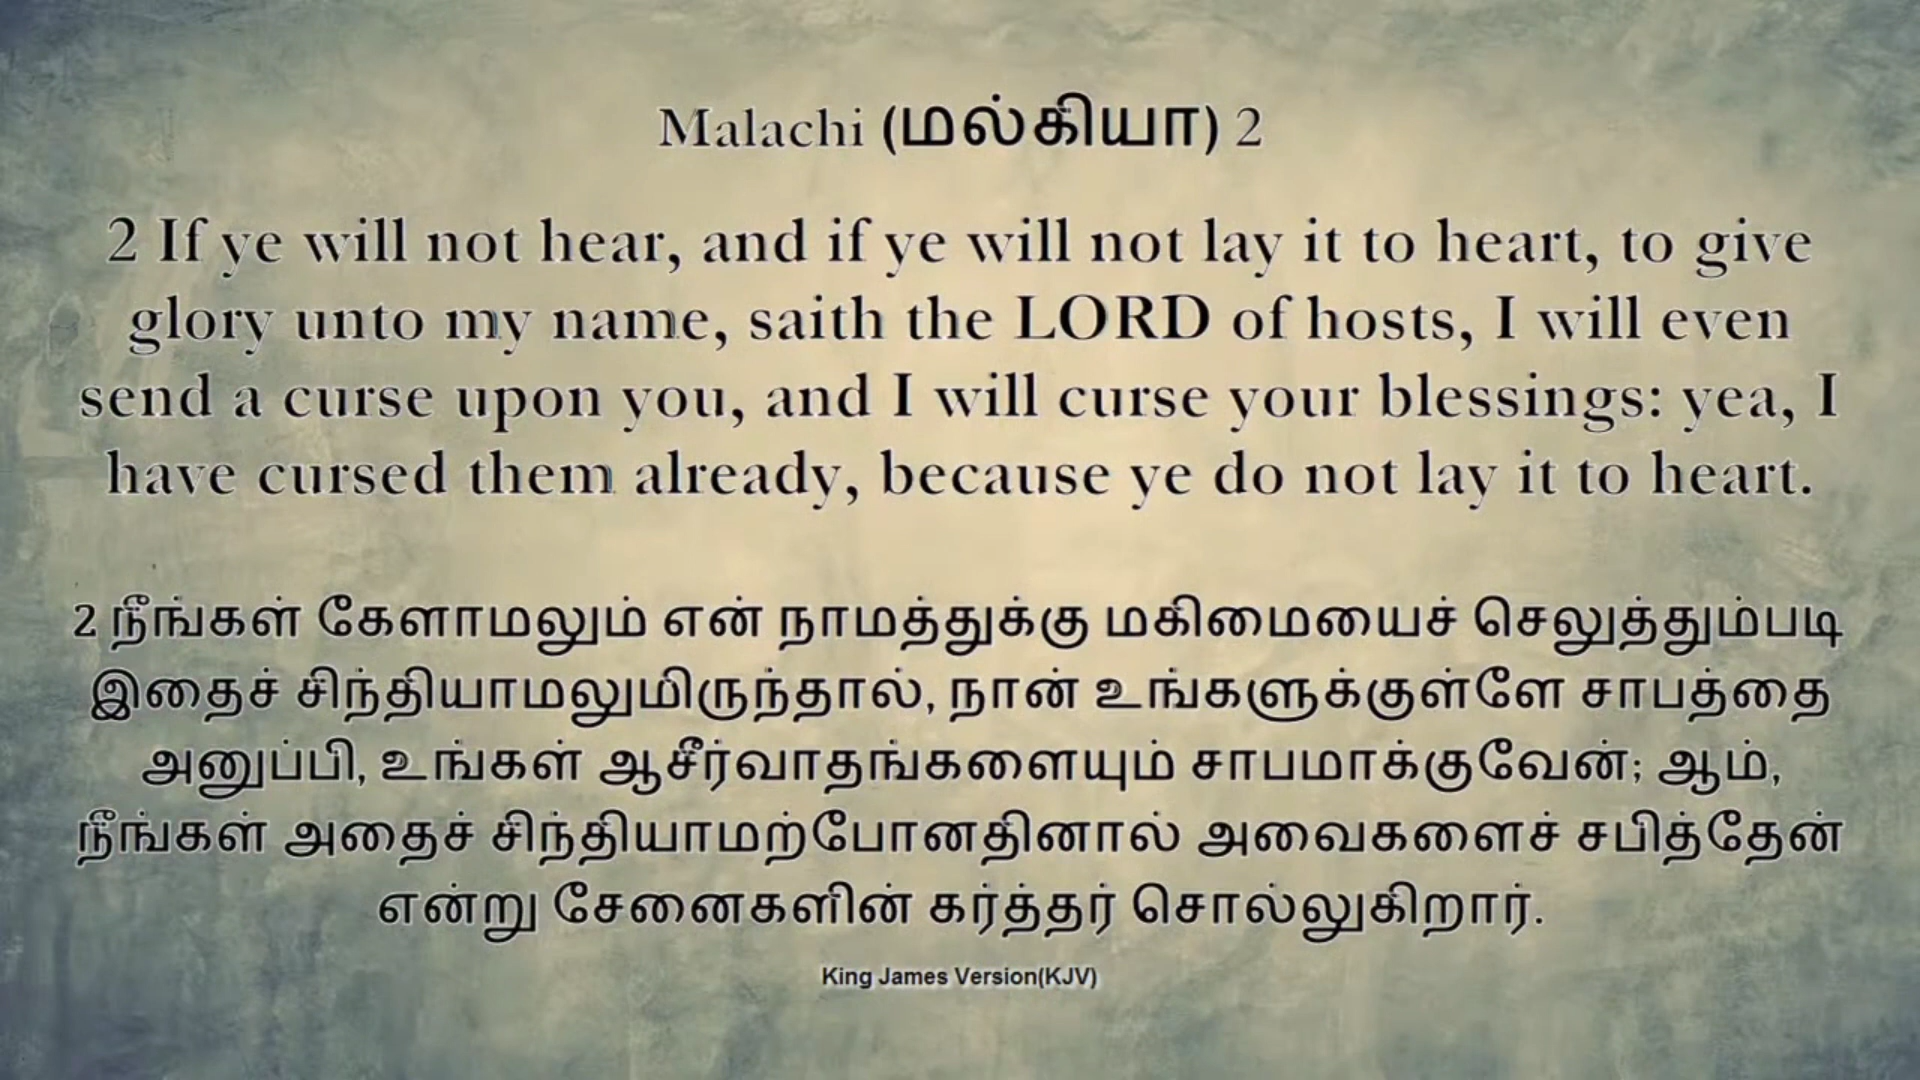 Malachi (மல்கியா) 2
2 If ye will not hear, and if ye will not lay it to heart, to give
glory unto my name, saith the LORD of hosts, I will even
send a curse upon you, and I will curse your blessings: yea, I
have cursed them already, because ye do not lay it to heart.
2 நீங்கள் கேளாமலும் என் நாமத்துக்கு மகிமையைச் செலுத்தும்படி
இதைச் சிந்தியாமலுமிருந்தால், நான் உங்களுக்குள்ளே சாபத்தை
அனுப்பி, உங்கள் ஆசீர்வாதங்களையும் சாபமாக்குவேன்; ஆம்,
நீங்கள் அதைச் சிந்தியாமற்போனதினால் அவைகளைச் சபித்தேன்
என்று சேனைகளின் கர்த்தர் சொல்லுகிறார்.
King James Version(KJV)